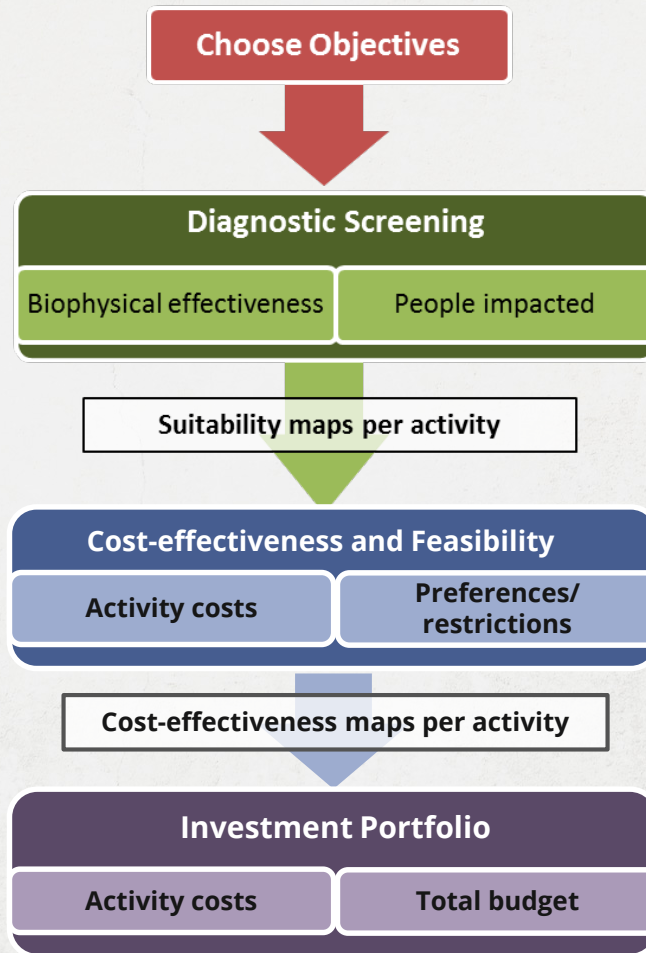 Choose Objectives
Diagnostic Screening
Biophysical effectiveness
People impacted
Suitability maps per activity
Cost-effectiveness and Feasibility
Activity costs
Preferences/
restrictions
Cost-effectiveness maps per activity
Investment Portfolio
Activity costs
Total budget